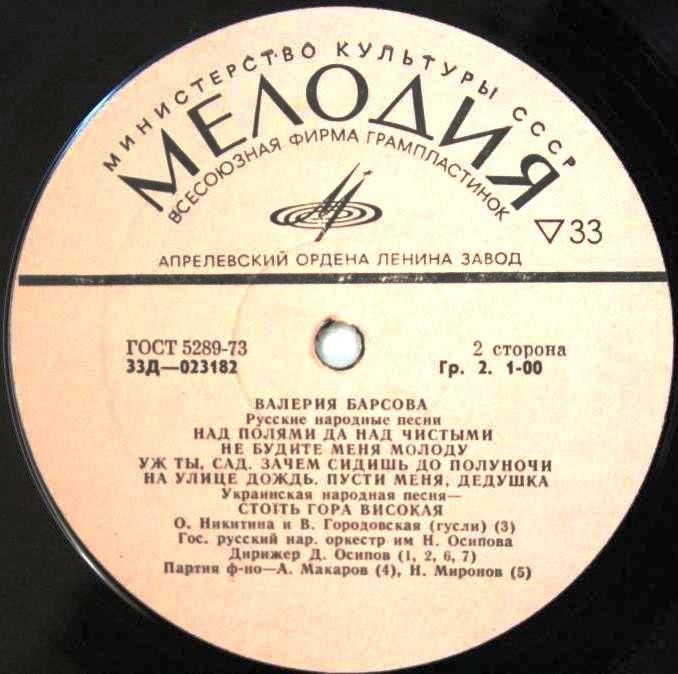 МИНИСТЕРСТВО КУЛЬТУРЫ СССР
МЕЛОДИЯ
ВСЕСОЮЗНАЯ ФИРМА ГРАМПЛАСТИНОК
▽33
АПРЕЛЕВСКИЙ ОРДЕНА ЛЕНИНА ЗАВОД
ГОСТ 5289-73
2 сторона
33Д—023182
Гр. 2. 1-00
ВАЛЕРИЯ БАРСОВА
Русские народные песни
НАД ПОЛЯМИ ДА НАД ЧИСТЫМИ
НЕ БУДИТЕ МЕНЯ МОЛОДУ
УЖ ТЫ, САД. ЗАЧЕМ СИДИШЬ ДО ПОЛУНОЧИ
НА УЛИЦЕ ДОЖДЬ. ПУСТИ МЕНЯ, ДЕДУШКА
Украинская народная песня—
СТОІТЬ ГОРА ВИСОКАЯ
О. Никитина и В. Городовская (гусли) (3)
Гос. русский нар. оркестр им Н. Осипова
Дирижер Д. Осипов (1, 2, 6, 7)
Партия ф-но—А. Макаров (4), Н. Миронов (5)